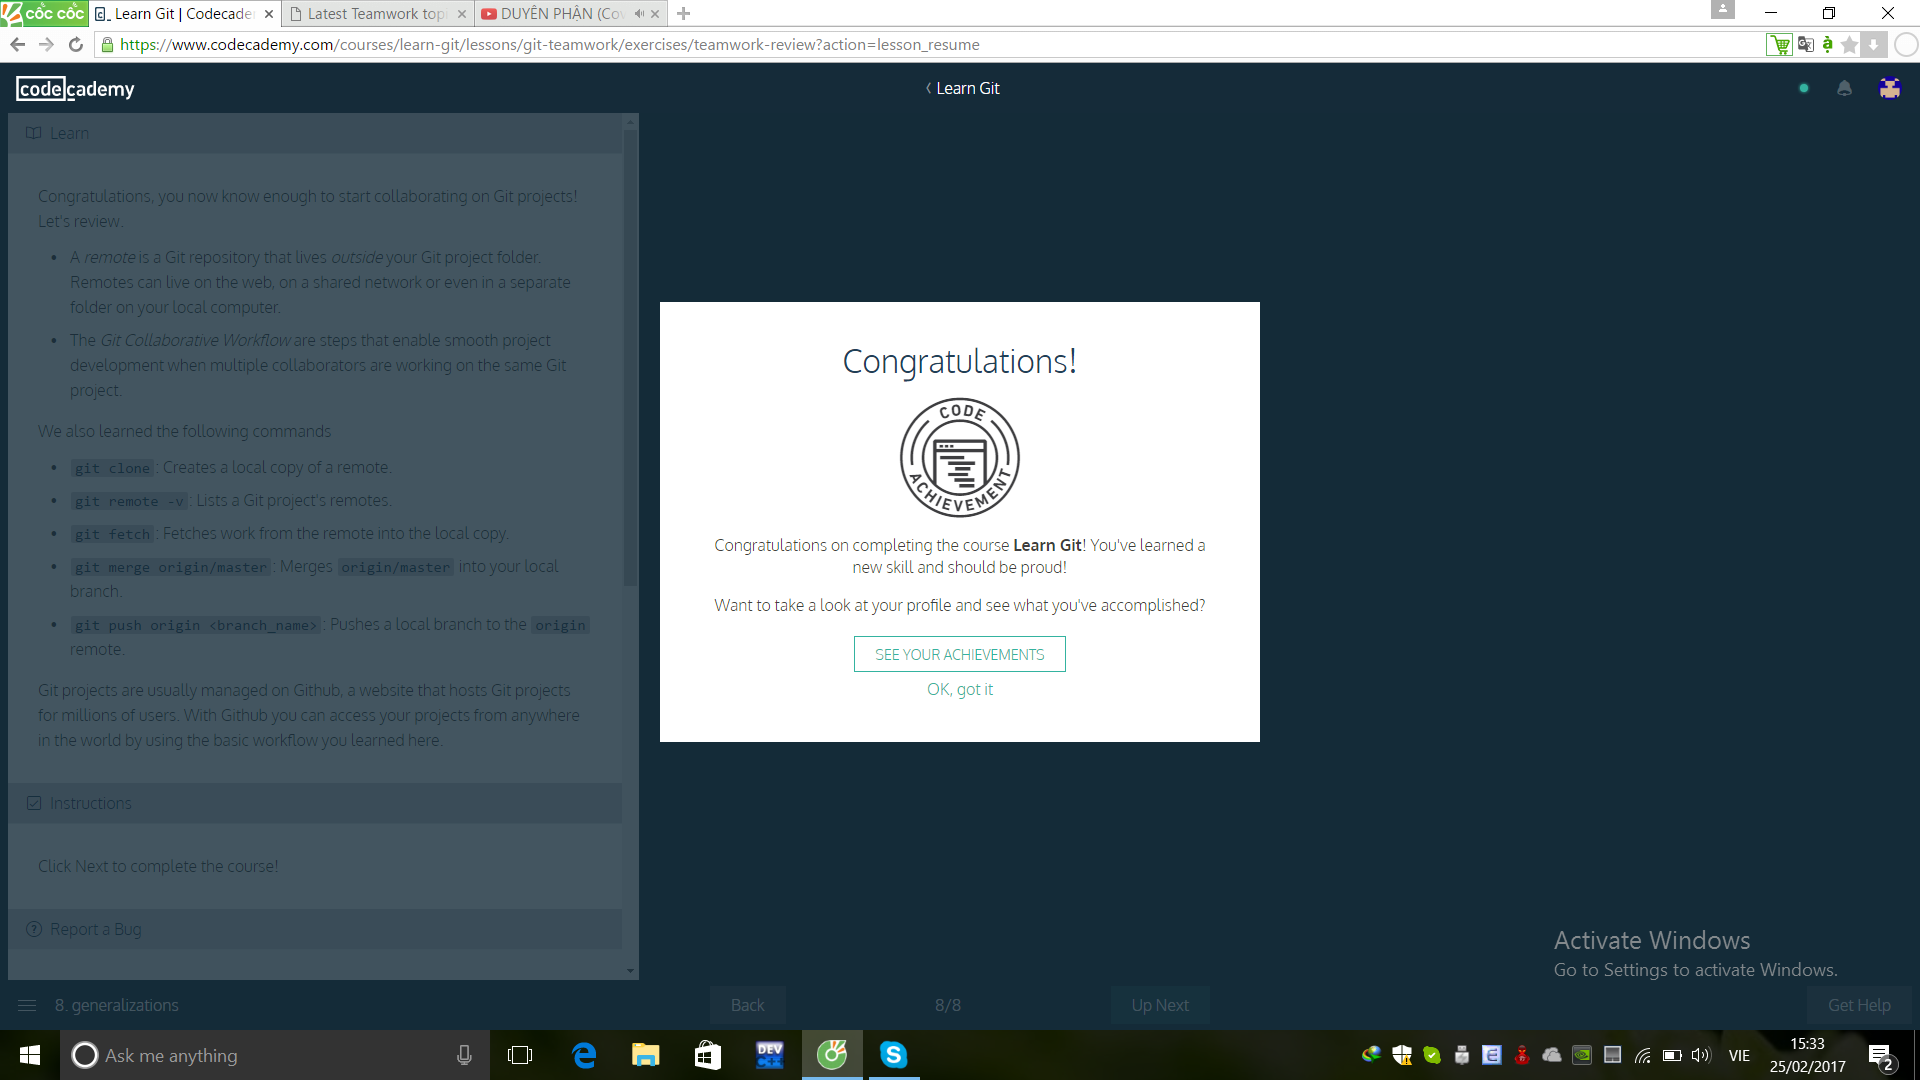 cốc cốc
Learn Git | Codecade
Latest Teamwork top
DUYÊN PHẬN (Cov
https://www.codecademy.com/courses/learn-git/lessons/git-teamwork/exercises/teamwork-review?action=lesson_resume
codecademy
Learn Git
Learn
Congratulations, you now know enough to start collaborating on Git projects!
Let's review.
• A remote is a Git repository that lives outside your Git project folder.
Remotes can live on the web, on a shared network or even in a separate
folder on your local computer.
• The Git Collaborative Workflow are steps that enable smooth project
development when multiple collaborators are working on the same Git
project.
We also learned the following commands
• git clone: Creates a local copy of a remote.
• git remote -v: Lists a Git project's remotes.
• git fetch: Fetches work from the remote into the local copy.
• git merge origin/master: Merges origin/master into your local
branch.
• git push origin <branch_name>: Pushes a local branch to the origin
remote.
Git projects are usually managed on Github, a website that hosts Git projects
for millions of users. With Github you can access your projects from anywhere
in the world by using the basic workflow you learned here.
Instructions
Click Next to complete the course!
Report a Bug
Congratulations!
CODE
ACHIEVEMENT
Congratulations on completing the course Learn Git! You've learned a
new skill and should be proud!
Want to take a look at your profile and see what you've accomplished?
SEE YOUR ACHIEVEMENTS
OK, got it
Activate Windows
Go to Settings to activate Windows.
8. generalizations
Back
8/8
Up Next
Get Help
Ask me anything
DEV
C++
VIE
15:33
25/02/2017
2